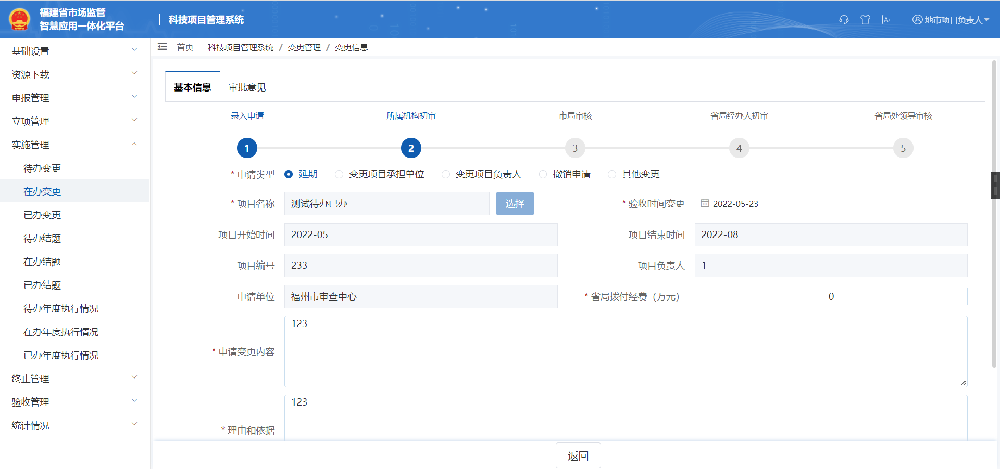 福建省市场监管
智慧应用一体化平台
科技项目管理系统
地市项目负责人
基础设置
资源下载
申报管理
立项管理
实施管理
待办变更
在办变更
已办变更
待办结题
在办结题
已办结题
待办年度执行情况
在办年度执行情况
已办年度执行情况
终止管理
验收管理
统计情况
首页 科技项目管理系统 / 变更管理 / 变更信息
基本信息 审批意见
录入申请 所属机构初审 市局审核 省局经办人初审 省局处领导审核
1 2 3 4 5
* 申请类型 延期 变更项目承担单位 变更项目负责人 撤销申请 其他变更
* 项目名称 测试待办已办 选择 * 验收时间变更 2022-05-23
项目开始时间 2022-05 项目结束时间 2022-08
项目编号 233 项目负责人 1
申请单位 福州市审查中心 * 省局拨付经费（万元） 0
* 申请变更内容 123
* 理由和依据 123
返回